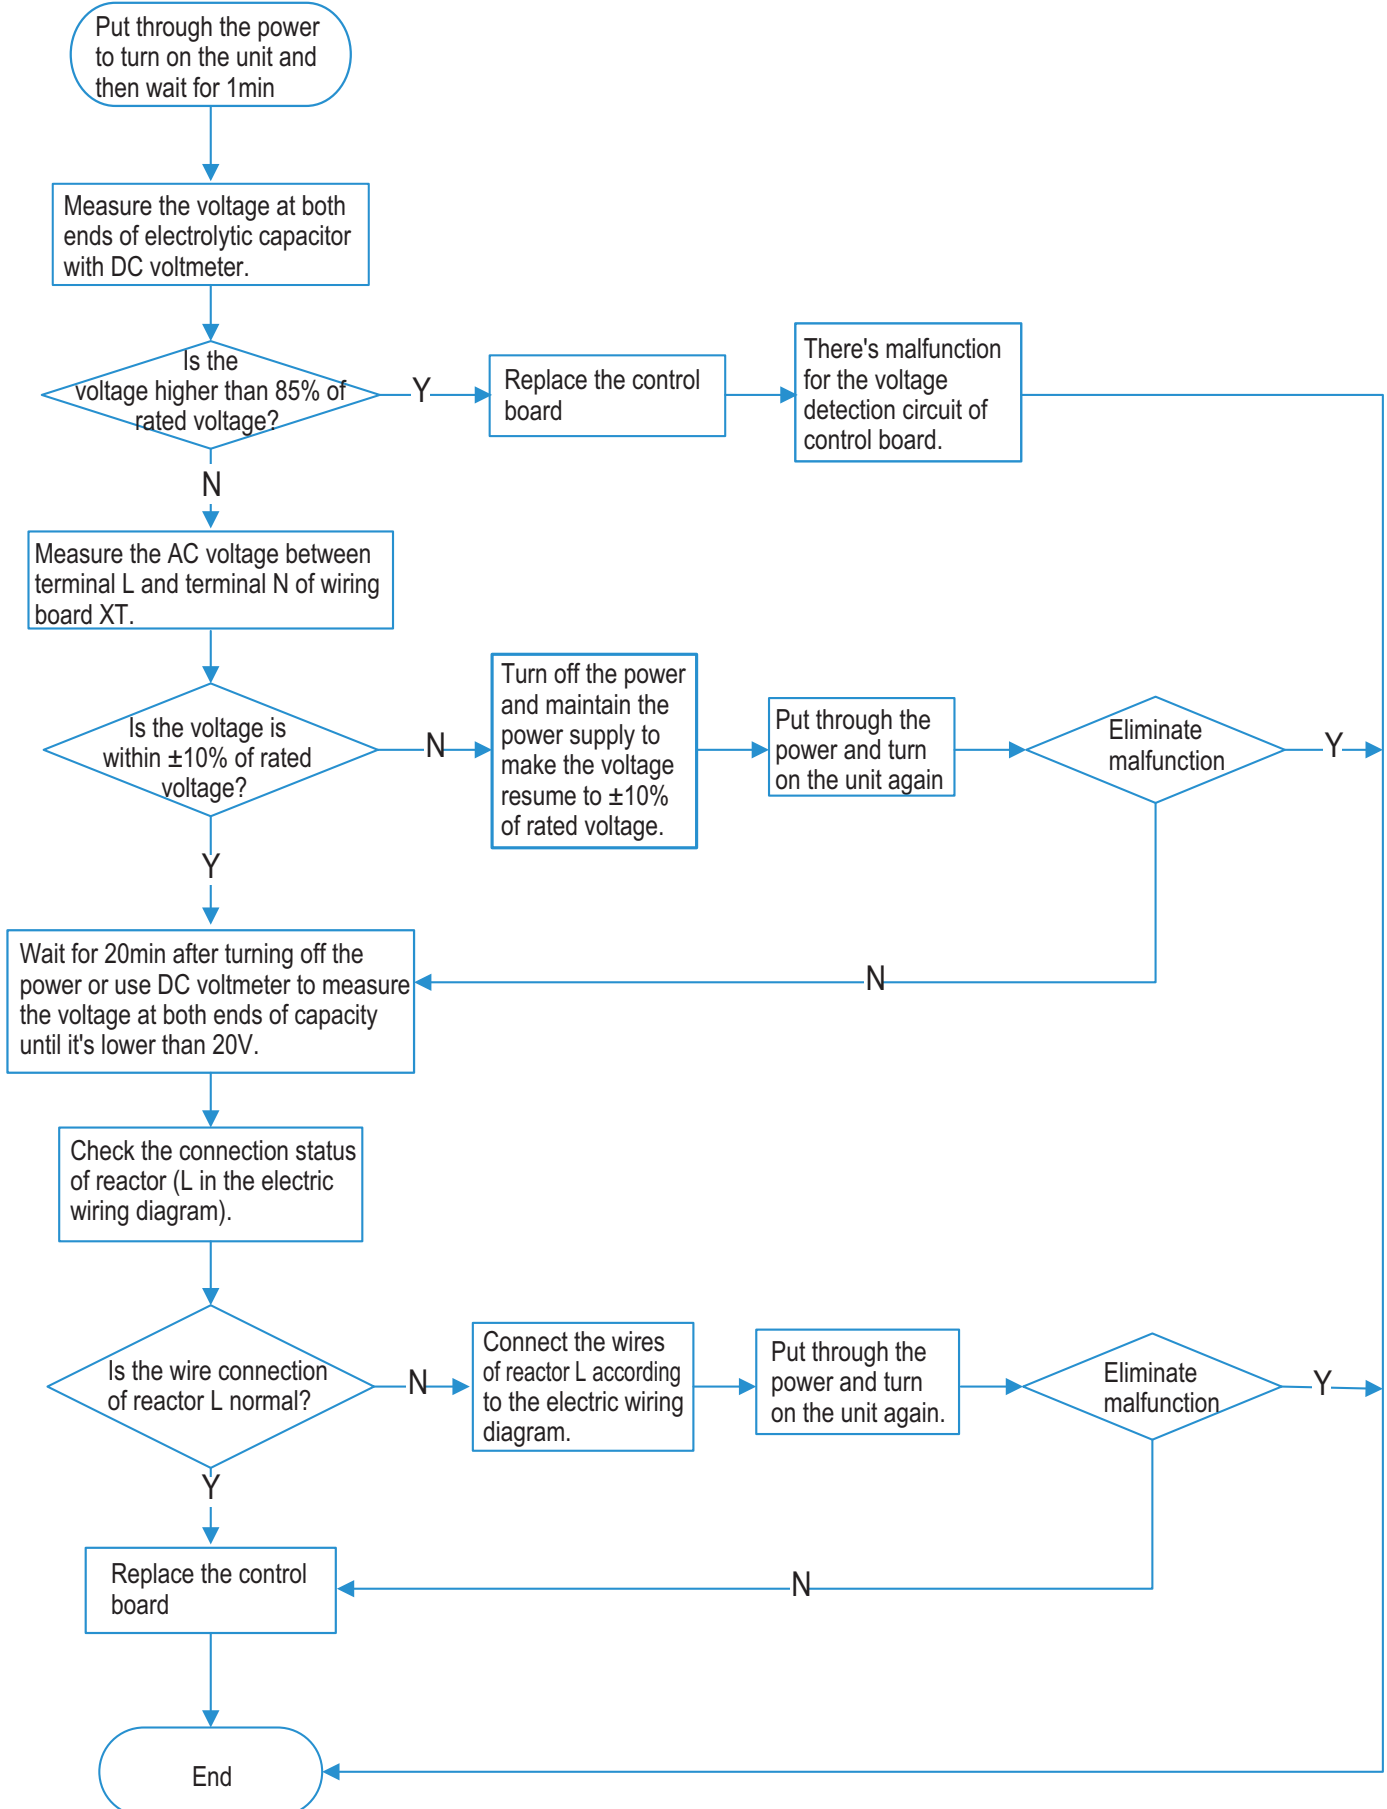 Put through the power
to turn on the unit and
then wait for 1min
Measure the voltage at both
ends of electrolytic capacitor
with DC voltmeter.
Is the
voltage higher than 85% of
rated voltage?
Y
Replace the control
board
There's malfunction
for the voltage
detection circuit of
control board.
N
Measure the AC voltage between
terminal L and terminal N of wiring
board XT.
Is the voltage is
within ±10% of rated
voltage?
N
Turn off the power
and maintain the
power supply to
make the voltage
resume to ±10%
of rated voltage.
Put through the
power and turn
on the unit again
Eliminate
malfunction
Y
Y
Wait for 20min after turning off the
power or use DC voltmeter to measure
the voltage at both ends of capacity
until it's lower than 20V.
N
Check the connection status
of reactor (L in the electric
wiring diagram).
Is the wire connection
of reactor L normal?
N
Connect the wires
of reactor L according
to the electric wiring
diagram.
Put through the
power and turn
on the unit again.
Eliminate
malfunction
Y
Y
Replace the control
board
N
End